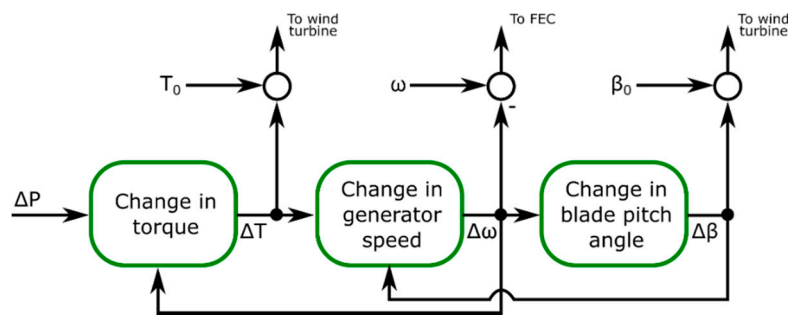 To wind
turbine
To FEC
To wind
turbine
T₀
ω
β₀
-
ΔP
Change in
torque
ΔT
Change in
generator
speed
Δω
Change in
blade pitch
angle
Δβ